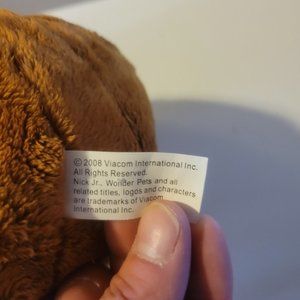 © 2008 Viacom International Inc.
All Rights Reserved.
Nick Jr., Wonder Pets and all
related titles, logos and characters
are trademarks of Viacom
International Inc.